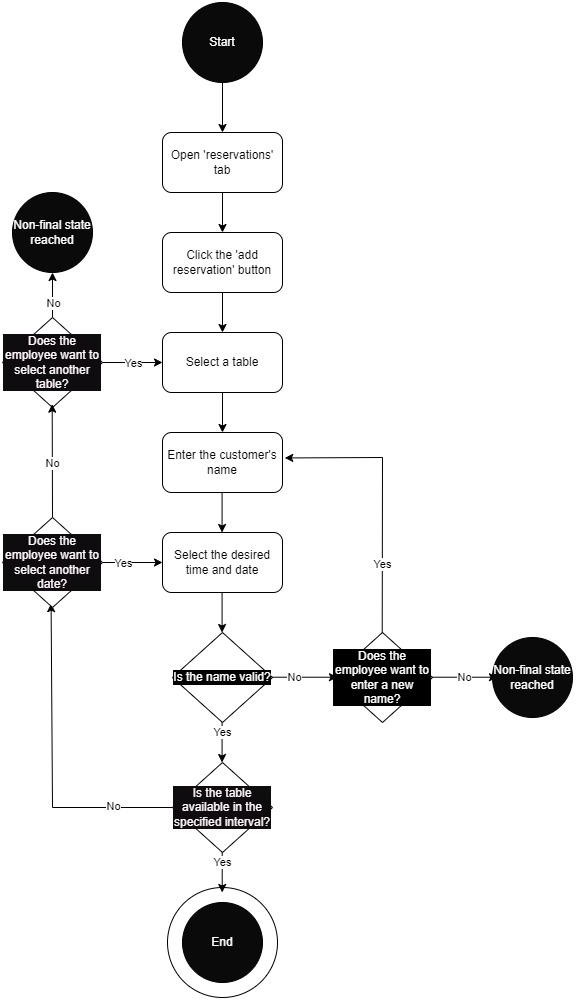 Start
Open 'reservations'
tab
Non-final state
reached
Click the 'add
reservation' button
No
Does the
employee want to
select another
table?
Yes
Select a table
Enter the customer's
name
No
Does the
employee want to
select another
date?
Yes
Select the desired
time and date
Yes
Is the name valid?
No
Does the
employee want to
enter a new
name?
No
Non-final state
reached
Yes
Is the table
available in the
specified interval?
No
Yes
End